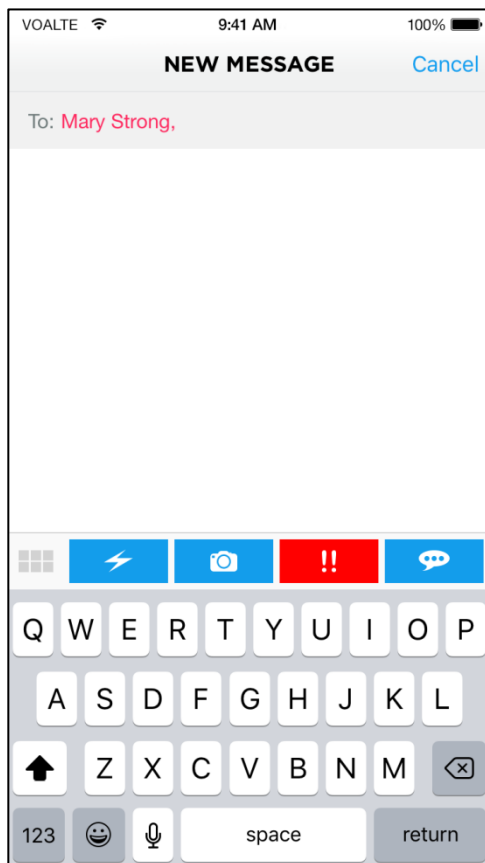 VOALTE 9:41 AM 100%
NEW MESSAGE Cancel
To: Mary Strong,
!!
Q W E R T Y U I O P
A S D F G H J K L
Z X C V B N M
123 space return